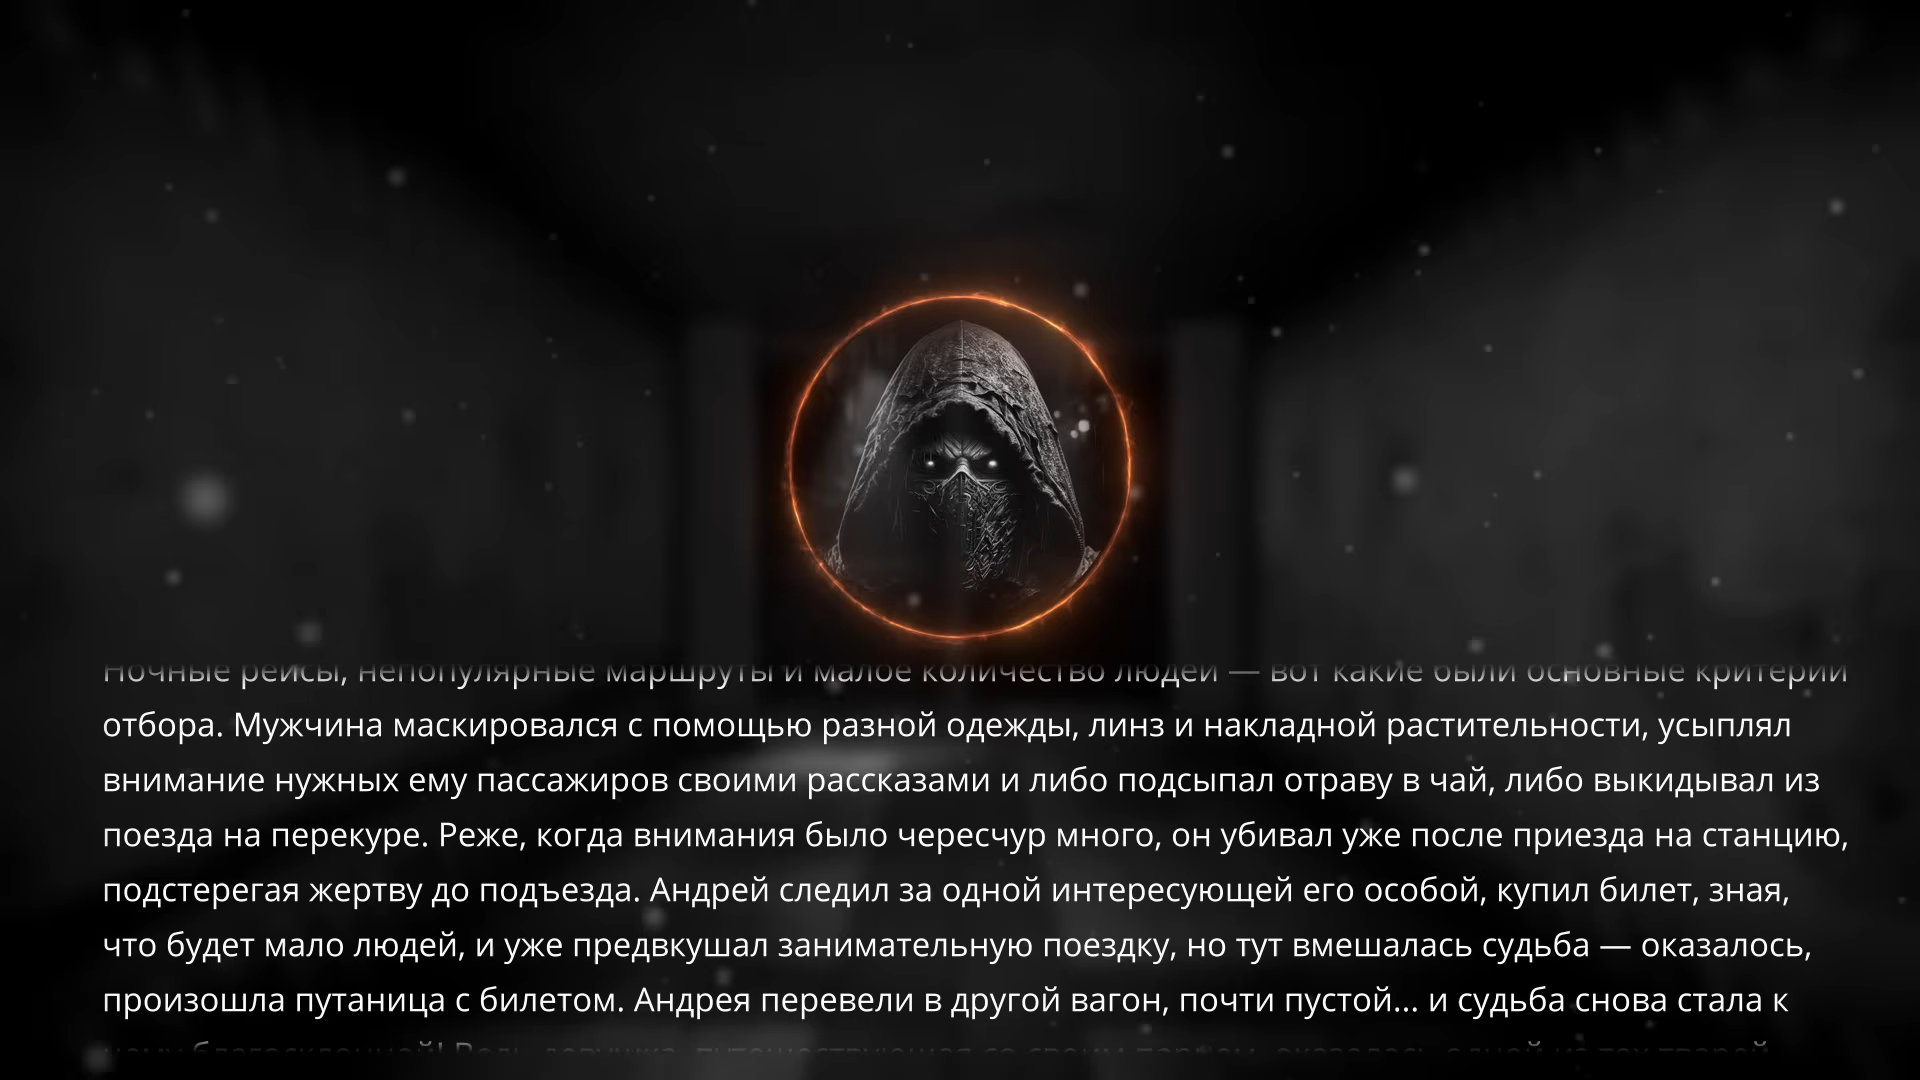 Ночные рейсы, непопулярные маршруты и малое количество людей — вот какие были основные критерии
отбора. Мужчина маскировался с помощью разной одежды, линз и накладной растительности, усыплял
внимание нужных ему пассажиров своими рассказами и либо подсыпал отраву в чай, либо выкидывал из
поезда на перекуре. Реже, когда внимания было чересчур много, он убивал уже после приезда на станцию,
подстерегая жертву до подъезда. Андрей следил за одной интересующей его особой, купил билет, зная,
что будет мало людей, и уже предвкушал занимательную поездку, но тут вмешалась судьба — оказалось,
произошла путаница с билетом. Андрея перевели в другой вагон, почти пустой... и судьба снова стала к